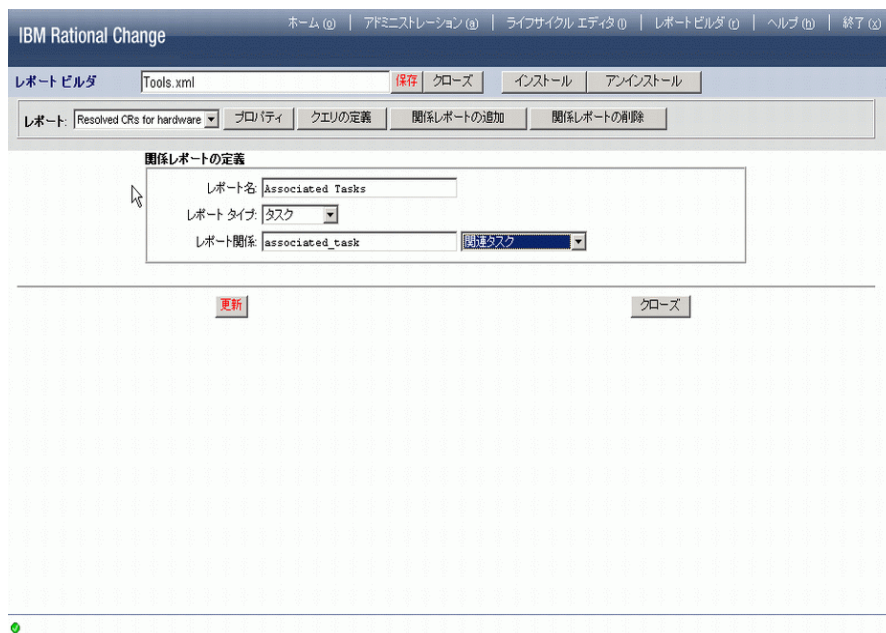 IBM Rational Change
ホーム (o) | アドミニストレーション (a) | ライフサイクル エディタ (l) | レポートビルダ (r) | ヘルプ (h) | 終了 (x)
レポート ビルダ Tools.xml 保存 クローズ インストール アンインストール
レポート: Resolved CRs for hardware プロパティ クエリの定義 関係レポートの追加 関係レポートの削除
関係レポートの定義
レポート名: Associated Tasks
レポート タイプ: タスク
レポート関係: associated_task 関連タスク
更新 クローズ